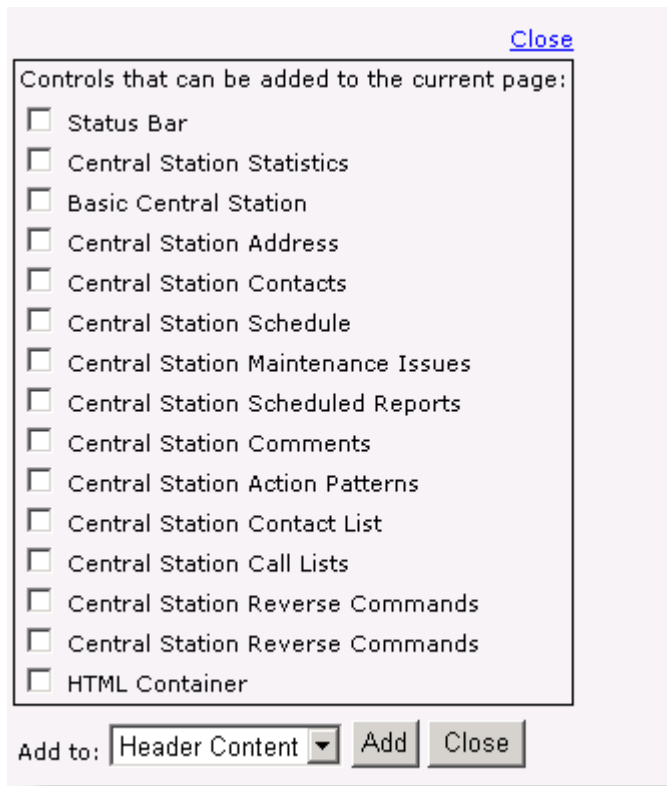 Close
Controls that can be added to the current page:
Status Bar
Central Station Statistics
Basic Central Station
Central Station Address
Central Station Contacts
Central Station Schedule
Central Station Maintenance Issues
Central Station Scheduled Reports
Central Station Comments
Central Station Action Patterns
Central Station Contact List
Central Station Call Lists
Central Station Reverse Commands
Central Station Reverse Commands
HTML Container
Add to: Header Content Add Close